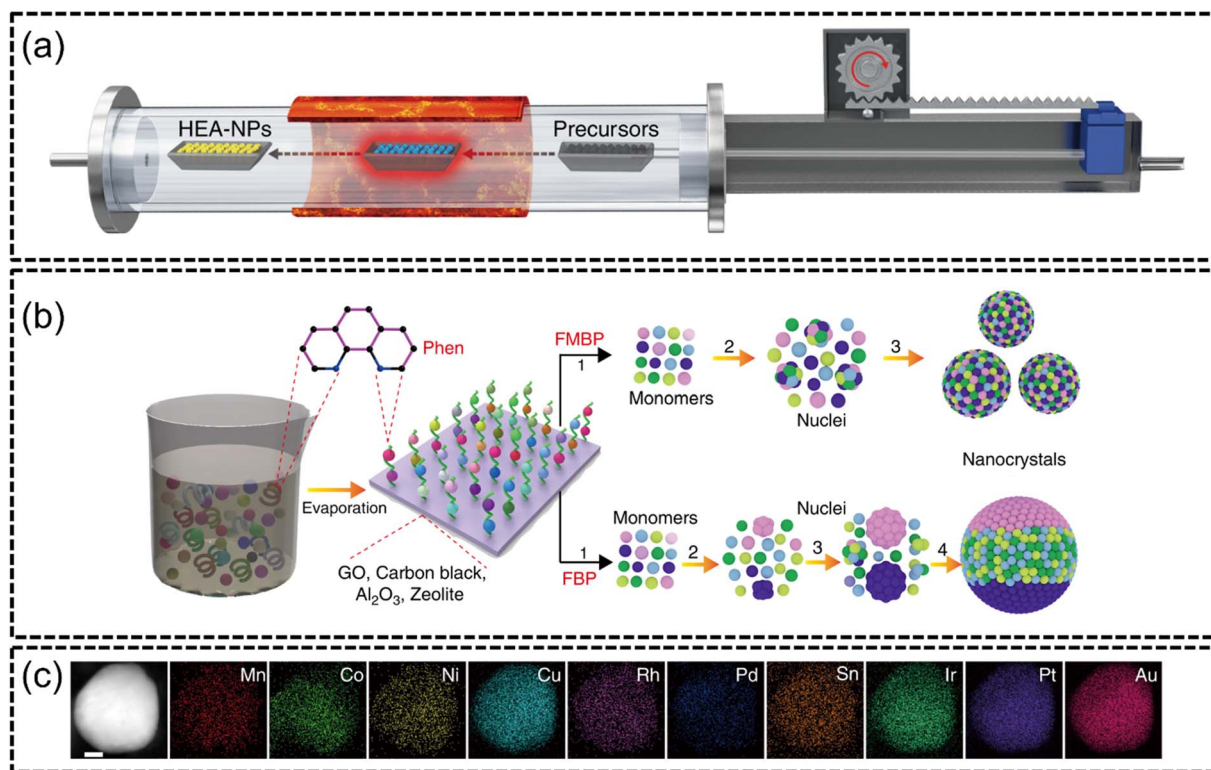 (a)
HEA-NPs
Precursors
(b)
Phen
Evaporation
GO, Carbon black,
Al₂O₃, Zeolite
FMBP
1
Monomers
2
Nuclei
3
Nanocrystals
1
FBP
Monomers
2
Nuclei
3
4
(c)
Mn
Co
Ni
Cu
Rh
Pd
Sn
Ir
Pt
Au